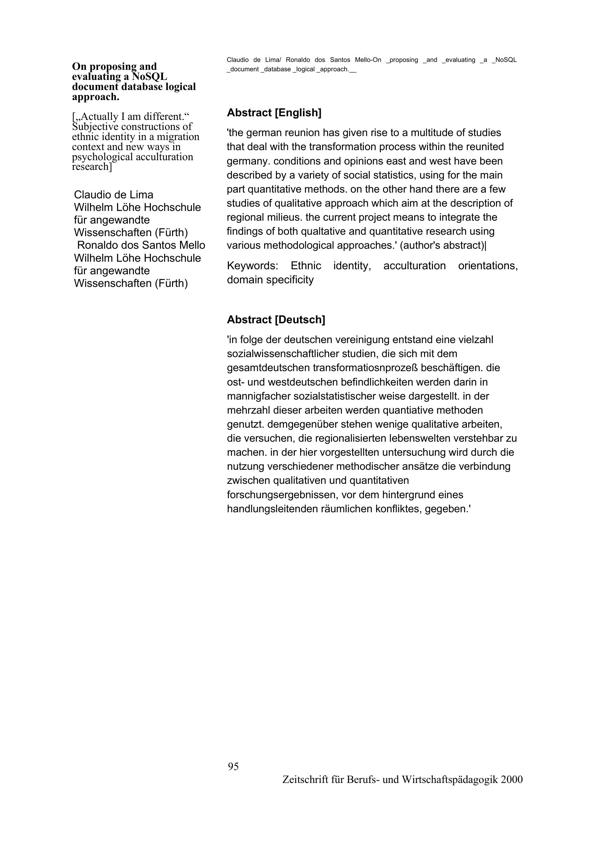 On proposing and
evaluating a NoSQL
document database logical
approach.
[„Actually I am different.“
Subjective constructions of
ethnic identity in a migration
context and new ways in
psychological acculturation
research]
Claudio de Lima
Wilhelm Löhe Hochschule
für angewandte
Wissenschaften (Fürth)
Ronaldo dos Santos Mello
Wilhelm Löhe Hochschule
für angewandte
Wissenschaften (Fürth)
Claudio de Lima/ Ronaldo dos Santos Mello-On _proposing _and _evaluating _a _NoSQL
_document _database _logical _approach.__
Abstract [English]
'the german reunion has given rise to a multitude of studies
that deal with the transformation process within the reunited
germany. conditions and opinions east and west have been
described by a variety of social statistics, using for the main
part quantitative methods. on the other hand there are a few
studies of qualitative approach which aim at the description of
regional milieus. the current project means to integrate the
findings of both qualtative and quantitative research using
various methodological approaches.' (author's abstract)|
Keywords: Ethnic identity, acculturation orientations,
domain specificity
Abstract [Deutsch]
'in folge der deutschen vereinigung entstand eine vielzahl
sozialwissenschaftlicher studien, die sich mit dem
gesamtdeutschen transformatiosnprozeß beschäftigen. die
ost- und westdeutschen befindlichkeiten werden darin in
mannigfacher sozialstatistischer weise dargestellt. in der
mehrzahl dieser arbeiten werden quantiative methoden
genutzt. demgegenüber stehen wenige qualitative arbeiten,
die versuchen, die regionalisierten lebenswelten verstehbar zu
machen. in der hier vorgestellten untersuchung wird durch die
nutzung verschiedener methodischer ansätze die verbindung
zwischen qualitativen und quantitativen
forschungsergebnissen, vor dem hintergrund eines
handlungsleitenden räumlichen konfliktes, gegeben.'
95
Zeitschrift für Berufs- und Wirtschaftspädagogik 2000